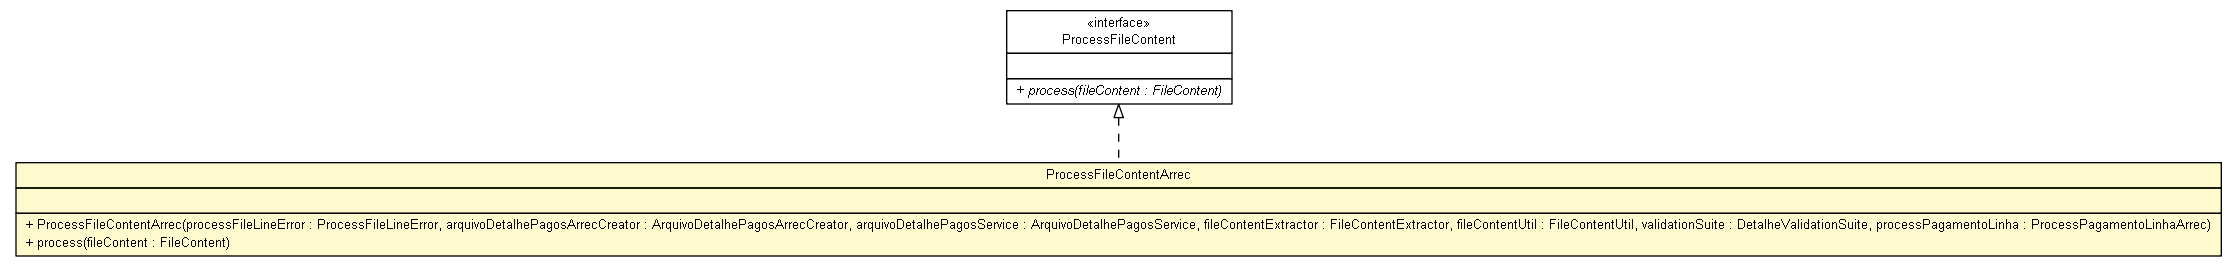 «interface»
ProcessFileContent
+ process(fileContent : FileContent)
ProcessFileContentArrec
+ ProcessFileContentArrec(processFileLineError : ProcessFileLineError, arquivoDetalhePagosArrecCreator : ArquivoDetalhePagosArrecCreator, arquivoDetalhePagosService : ArquivoDetalhePagosService, fileContentExtractor : FileContentExtractor, fileContentUtil : FileContentUtil, validationSuite : DetalheValidationSuite, processPagamentoLinha : ProcessPagamentoLinhaArrec)
+ process(fileContent : FileContent)